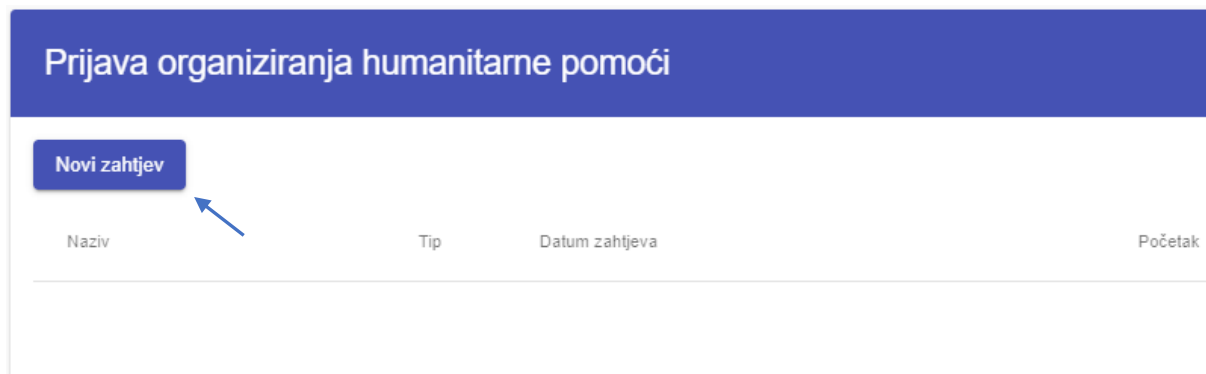 Prijava organiziranja humanitarne pomoći
Novi zahtjev
Naziv Tip Datum zahtjeva Početak